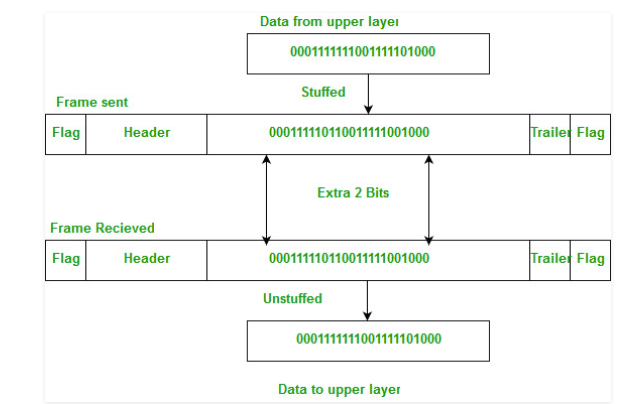 Data from upper layer
0001111111001111101000
Stuffed
Frame sent
Flag Header 000111110110011111001000 Trailer Flag
Extra 2 Bits
Frame Recieved
Flag Header 000111110110011111001000 Trailer Flag
Unstuffed
0001111111001111101000
Data to upper layer